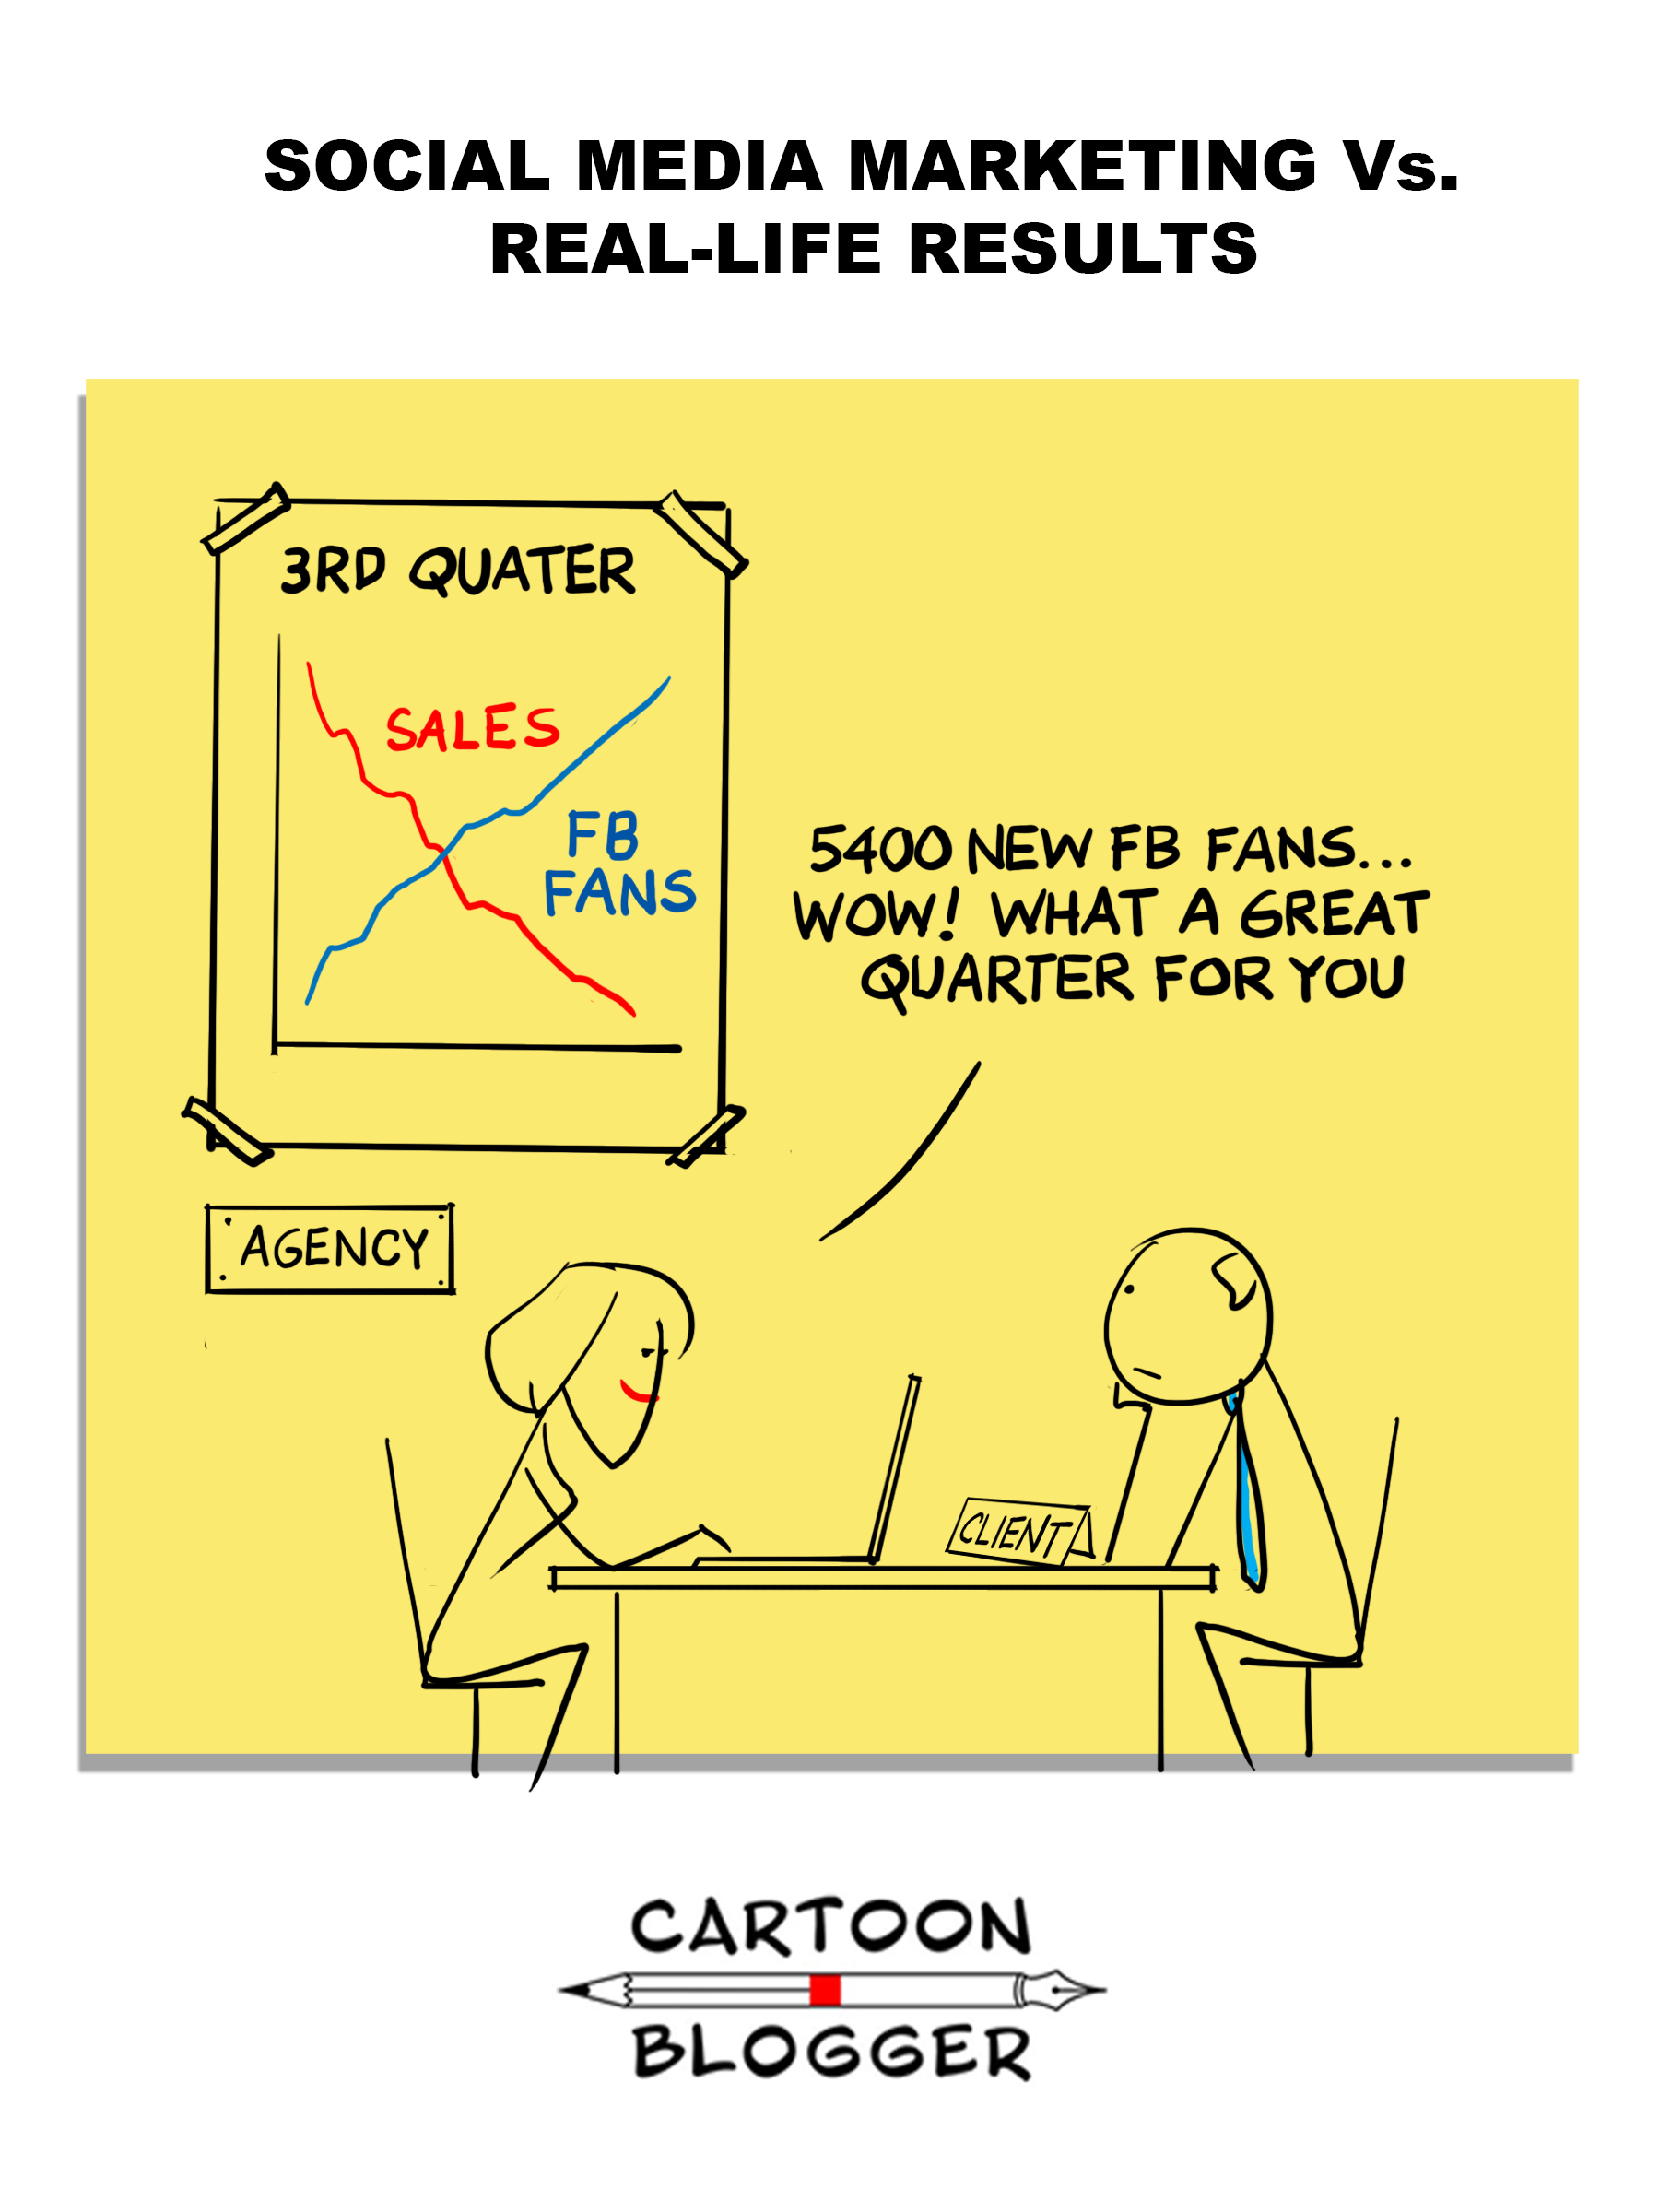 SOCIAL MEDIA MARKETING Vs.
REAL-LIFE RESULTS
3RD QUATER
SALES
FB
FANS
5400 NEW FB FANS...
WOW! WHAT A GREAT
QUARTER FOR YOU
AGENCY
CLIENT
CARTOON
BLOGGER